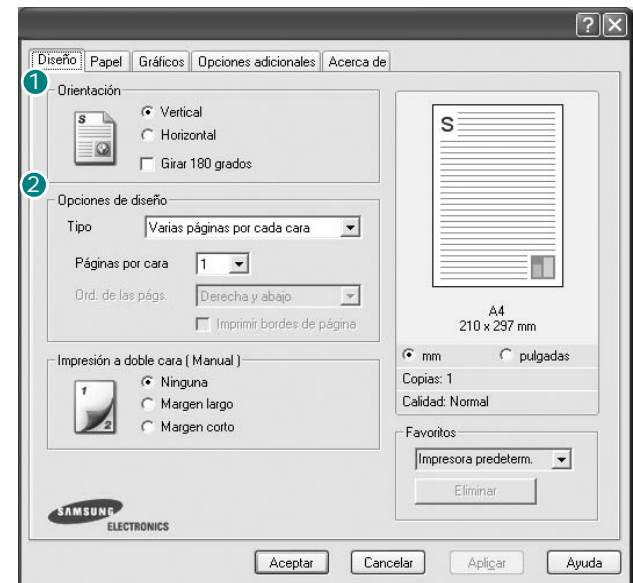 Diseño Papel Gráficos Opciones adicionales Acerca de
1
Orientación
S
Vertical
Horizontal
Girar 180 grados
2
Opciones de diseño
Tipo Varias páginas por cada cara
Páginas por cara 1
Ord. de las págs. Derecha y abajo
Imprimir bordes de página
Impresión a doble cara ( Manual )
1
2
Ninguna
Margen largo
Margen corto
SAMSUNG
ELECTRONICS
S
A4
210 x 297 mm
mm pulgadas
Copias: 1
Calidad: Normal
Favoritos
Impresora predeterm.
Eliminar
Aceptar Cancelar Aplicar Ayuda